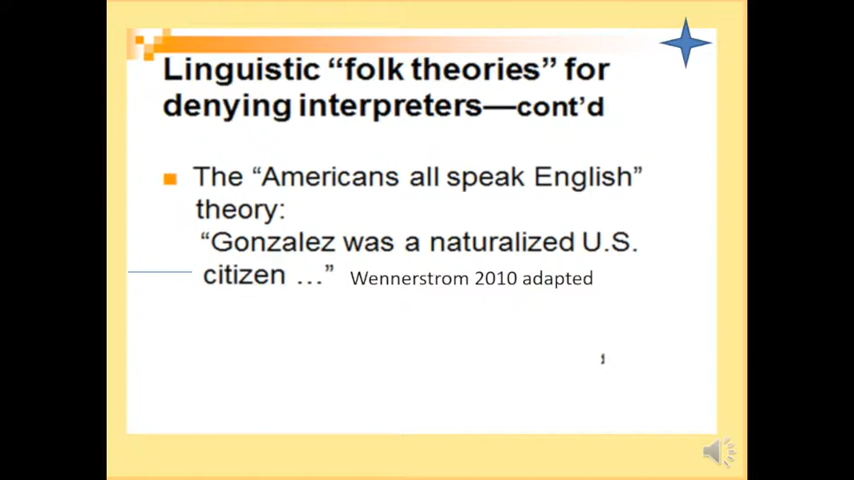 Linguistic “folk theories” for
denying interpreters—cont’d
The “Americans all speak English”
theory:
“Gonzalez was a naturalized U.S.
citizen …” Wennerstrom 2010 adapted